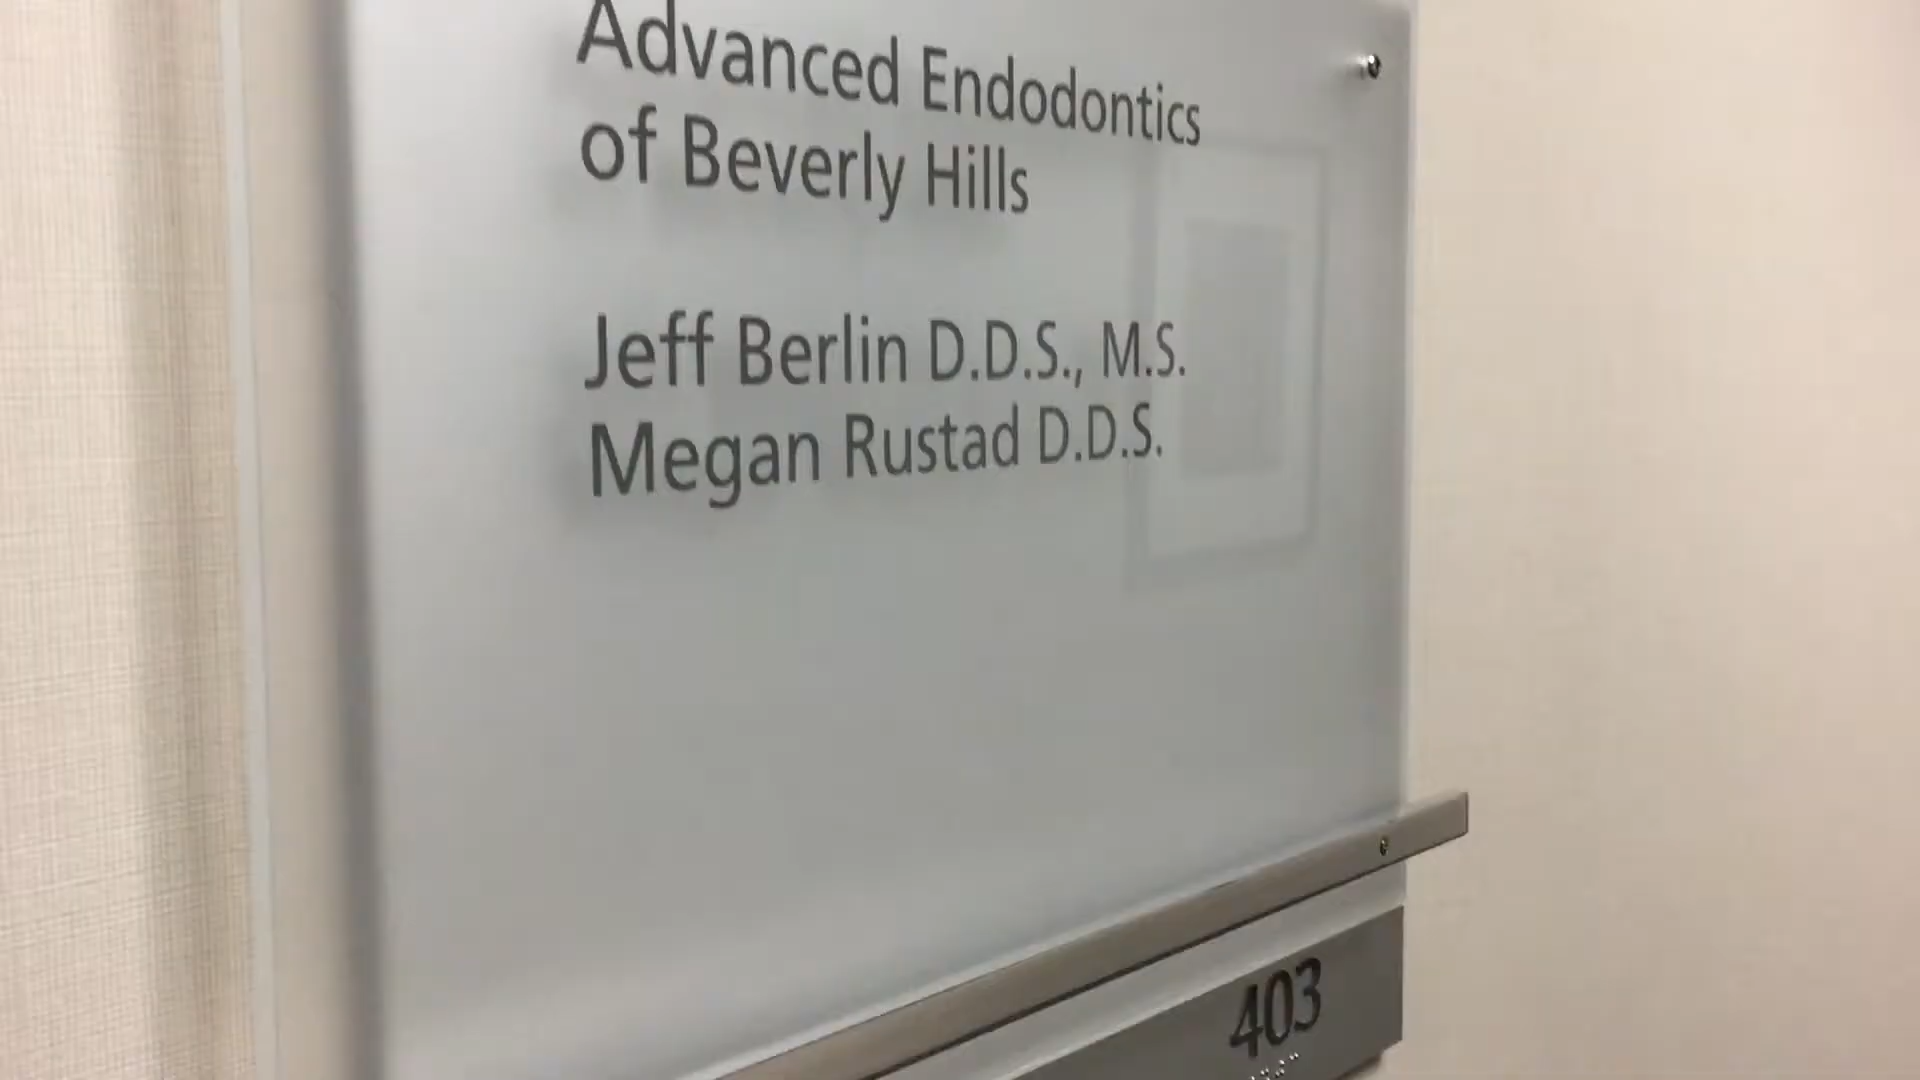 Advanced Endodontics
of Beverly Hills
Jeff Berlin D.D.S., M.S.
Megan Rustad D.D.S.
403